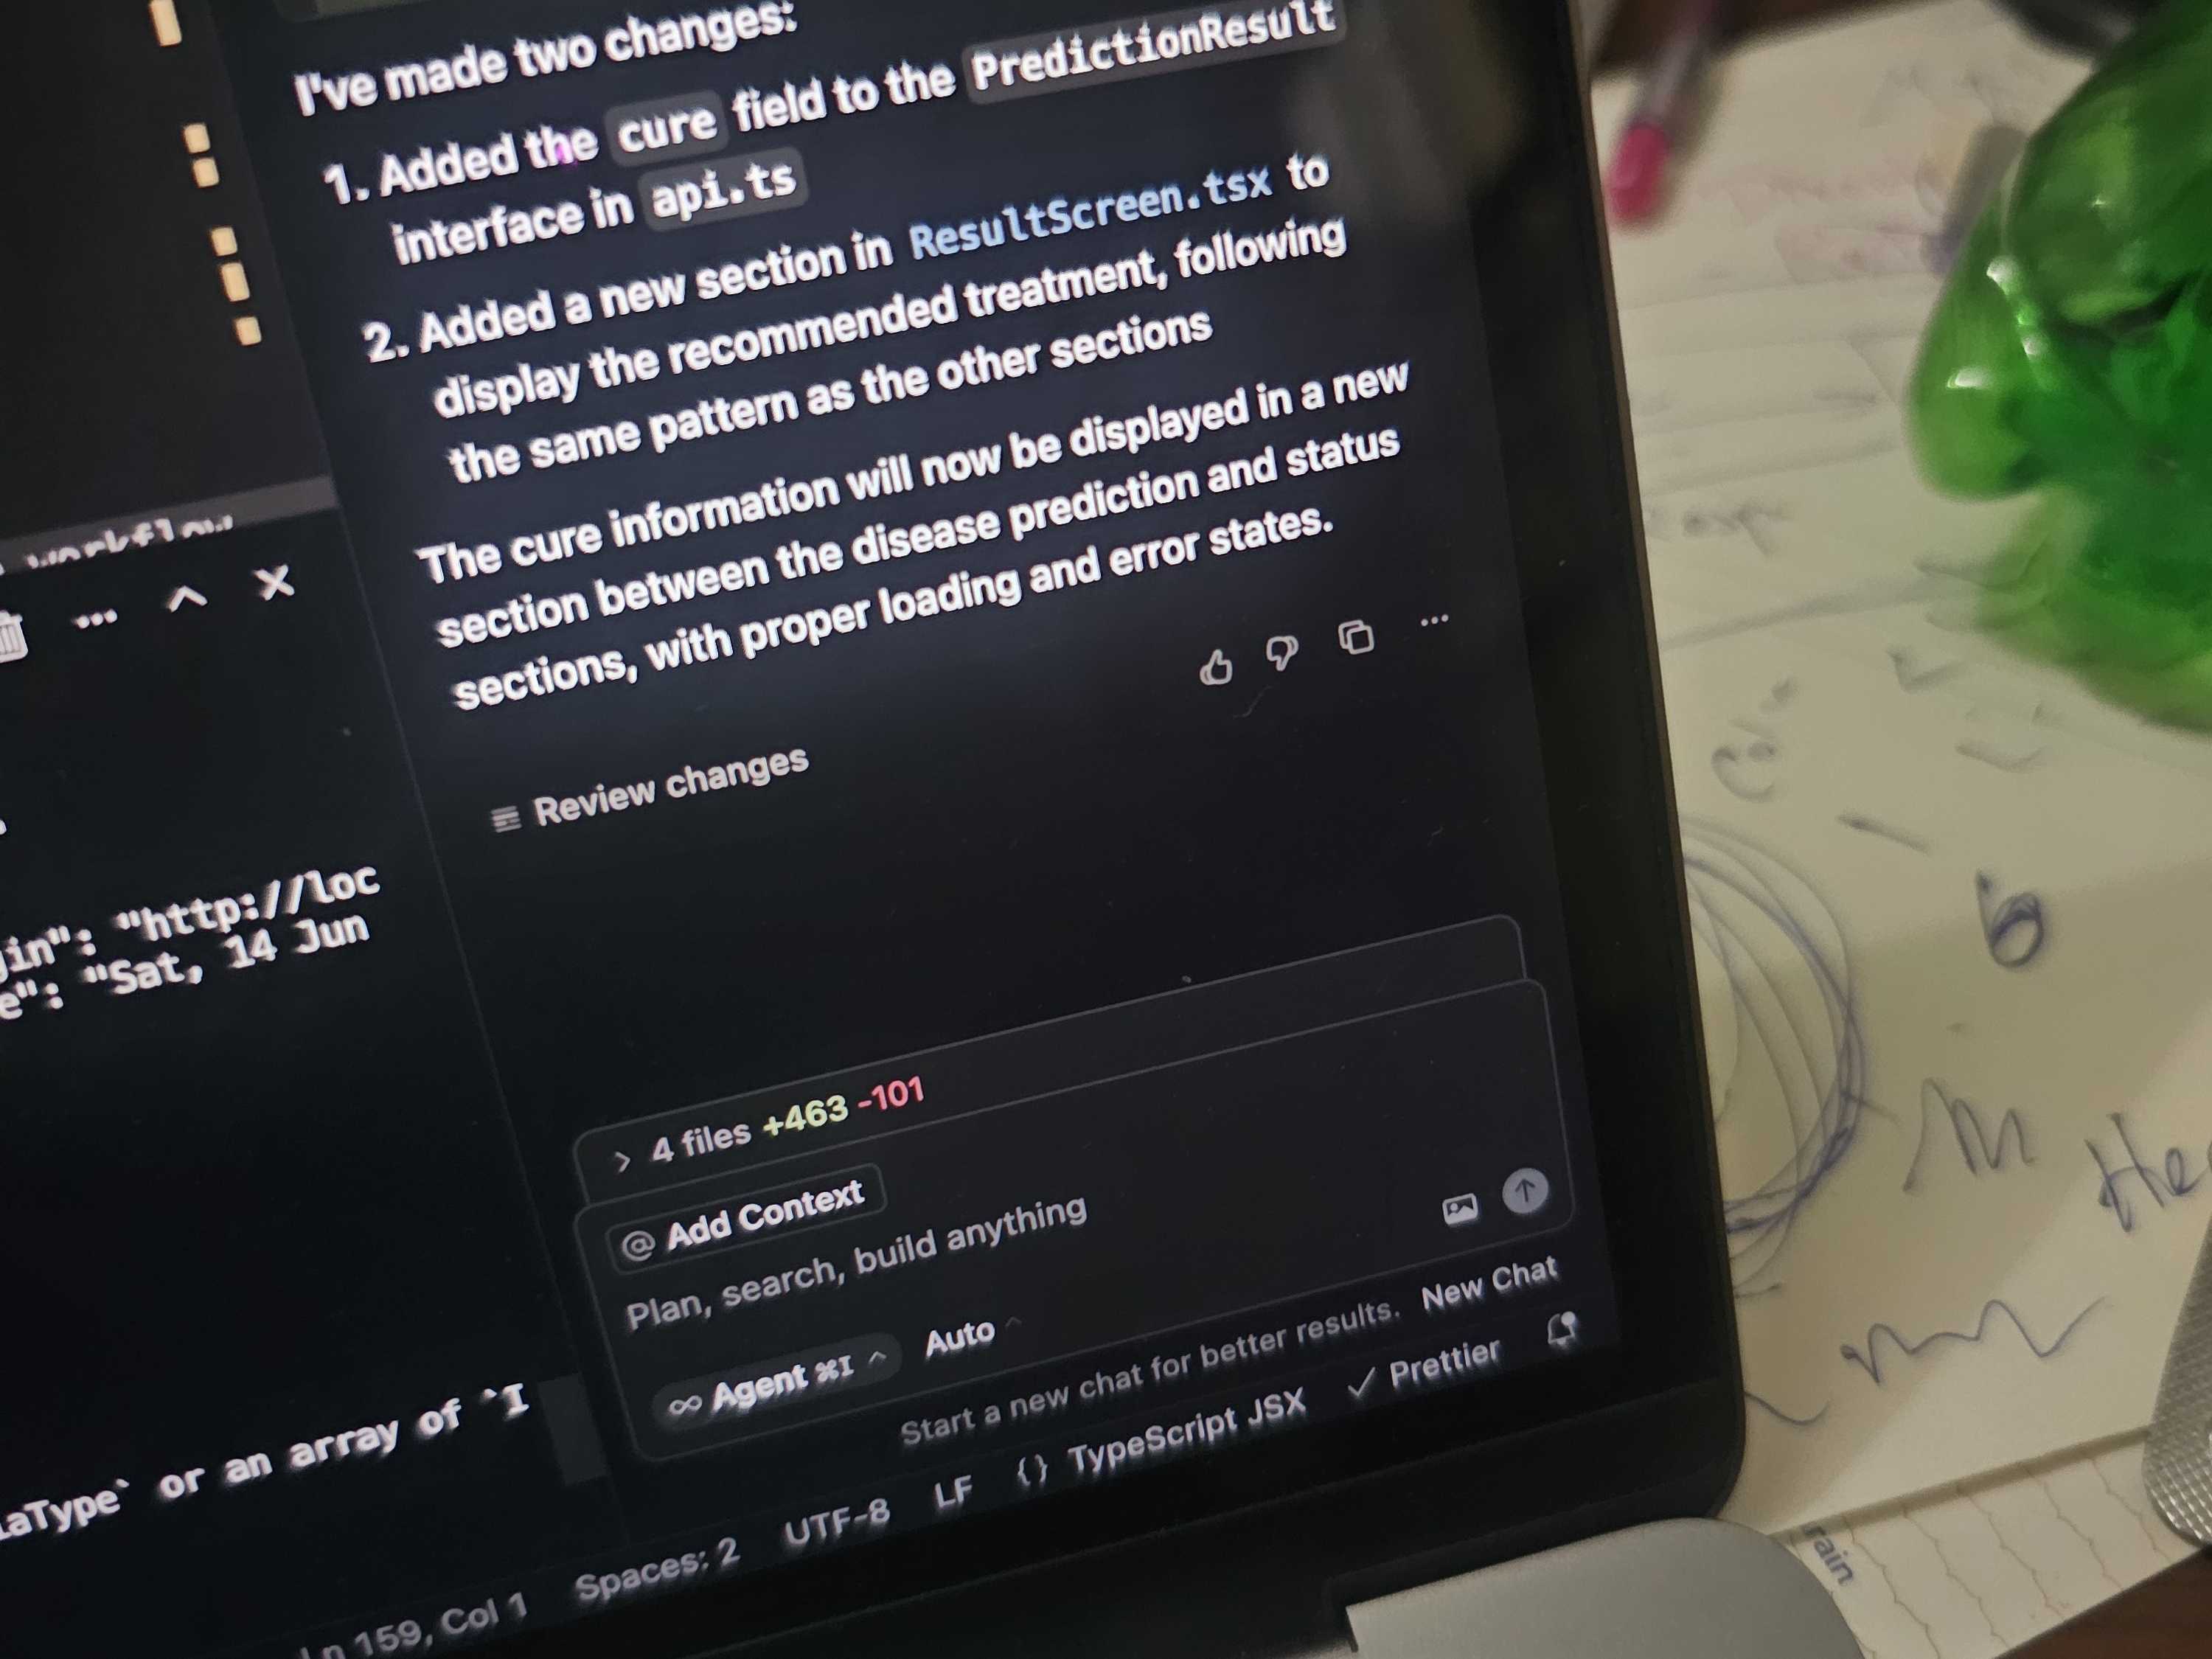 I've made two changes:
1. Added the cure field to the PredictionResult
interface in api.ts
2. Added a new section in ResultScreen.tsx to
display the recommended treatment, following
the same pattern as the other sections
The cure information will now be displayed in a new
section between the disease prediction and status
sections, with proper loading and error states.
Review changes
4 files +463 -101
@ Add Context
Plan, search, build anything
∞ Agent ⌘I ^ Auto
Start a new chat for better results. New Chat
workflow
gin": "http://loc
e": "Sat, 14 Jun
aType` or an array of `I
Ln 159, Col 1 Spaces: 2 UTF-8 LF {} TypeScript JSX ✓ Prettier
6
m
He
rain